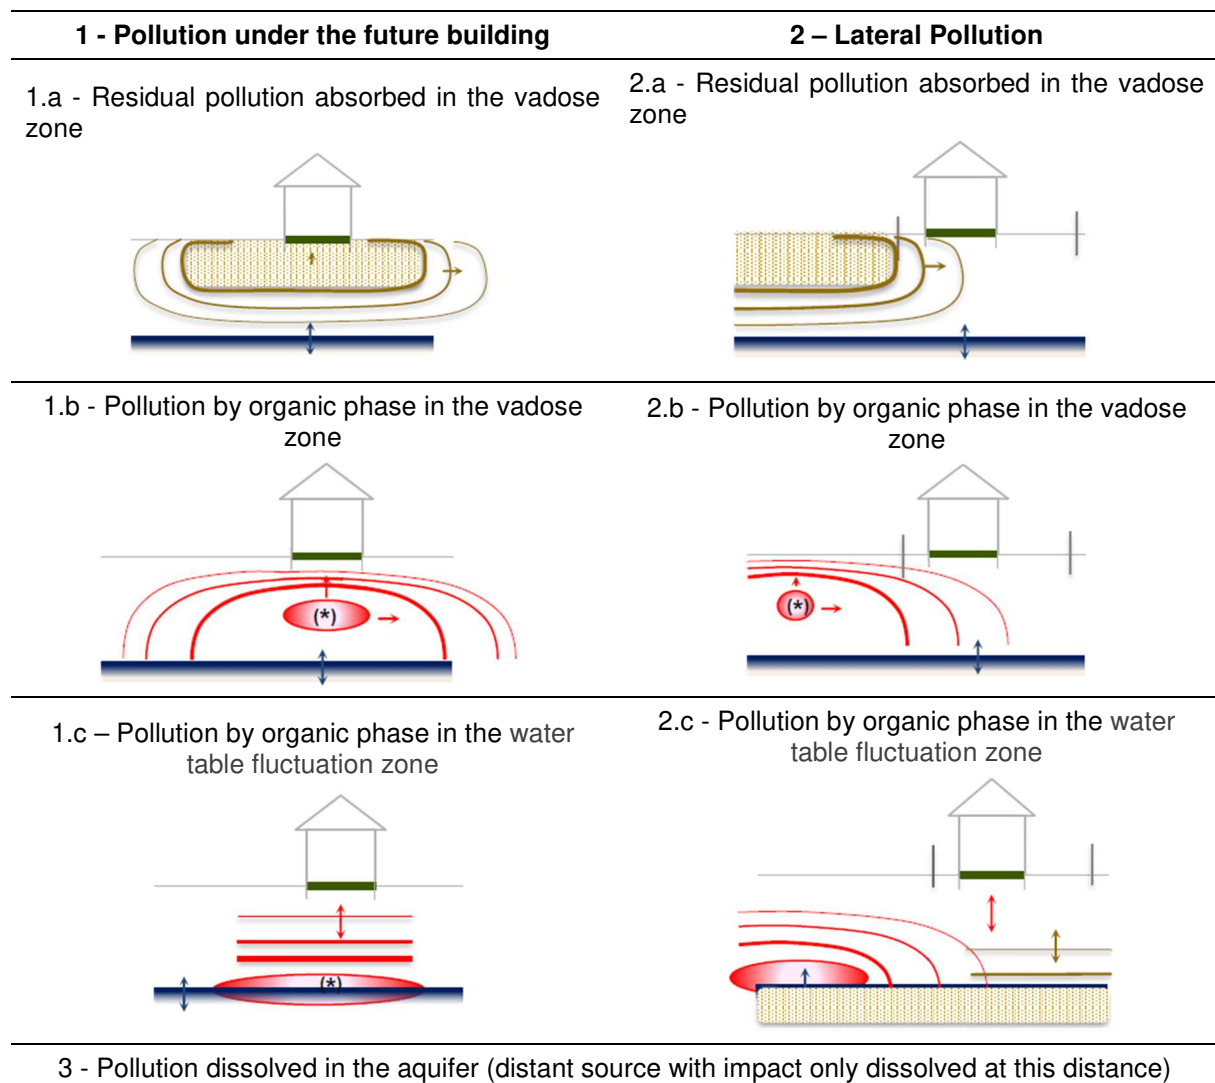 1 - Pollution under the future building
2 – Lateral Pollution
1.a - Residual pollution absorbed in the vadose
zone
2.a - Residual pollution absorbed in the vadose
zone
1.b - Pollution by organic phase in the vadose
zone
2.b - Pollution by organic phase in the vadose
zone
(*)
(*)
1.c – Pollution by organic phase in the water
table fluctuation zone
2.c - Pollution by organic phase in the water
table fluctuation zone
(*)
3 - Pollution dissolved in the aquifer (distant source with impact only dissolved at this distance)